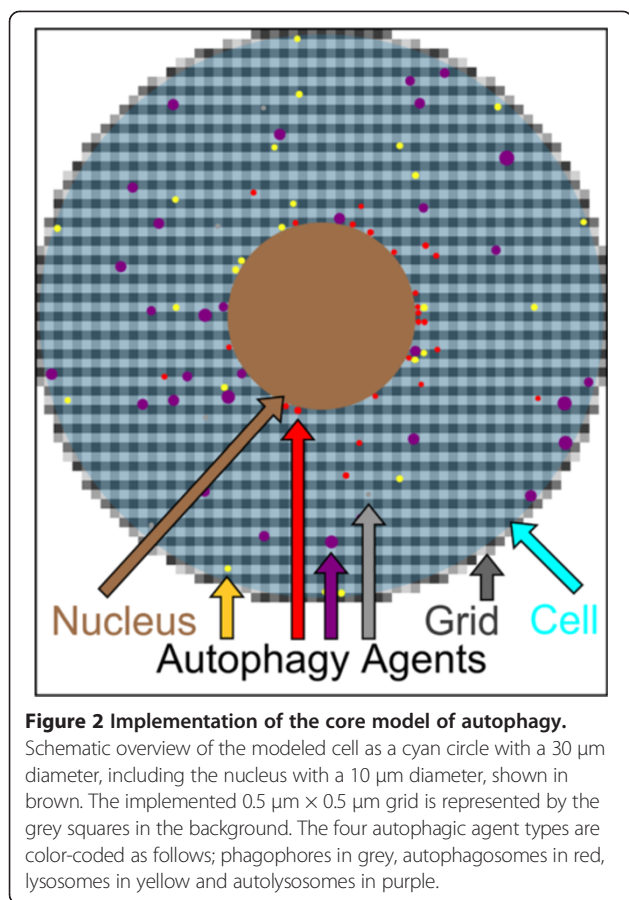 Nucleus
Grid
Cell
Autophagy Agents
Figure 2 Implementation of the core model of autophagy.
Schematic overview of the modeled cell as a cyan circle with a 30 μm
diameter, including the nucleus with a 10 μm diameter, shown in
brown. The implemented 0.5 μm × 0.5 μm grid is represented by the
grey squares in the background. The four autophagic agent types are
color-coded as follows; phagophores in grey, autophagosomes in red,
lysosomes in yellow and autolysosomes in purple.